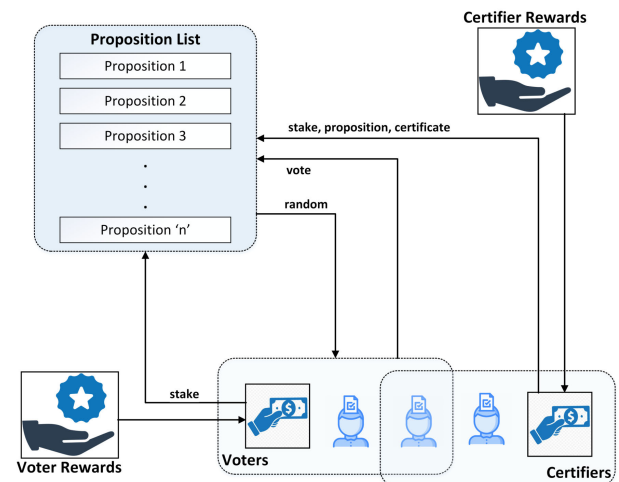 Certifier Rewards
Proposition List
Proposition 1
Proposition 2
Proposition 3
stake, proposition, certificate
vote
random
Proposition 'n'
stake
Voter Rewards
Voters
Certifiers